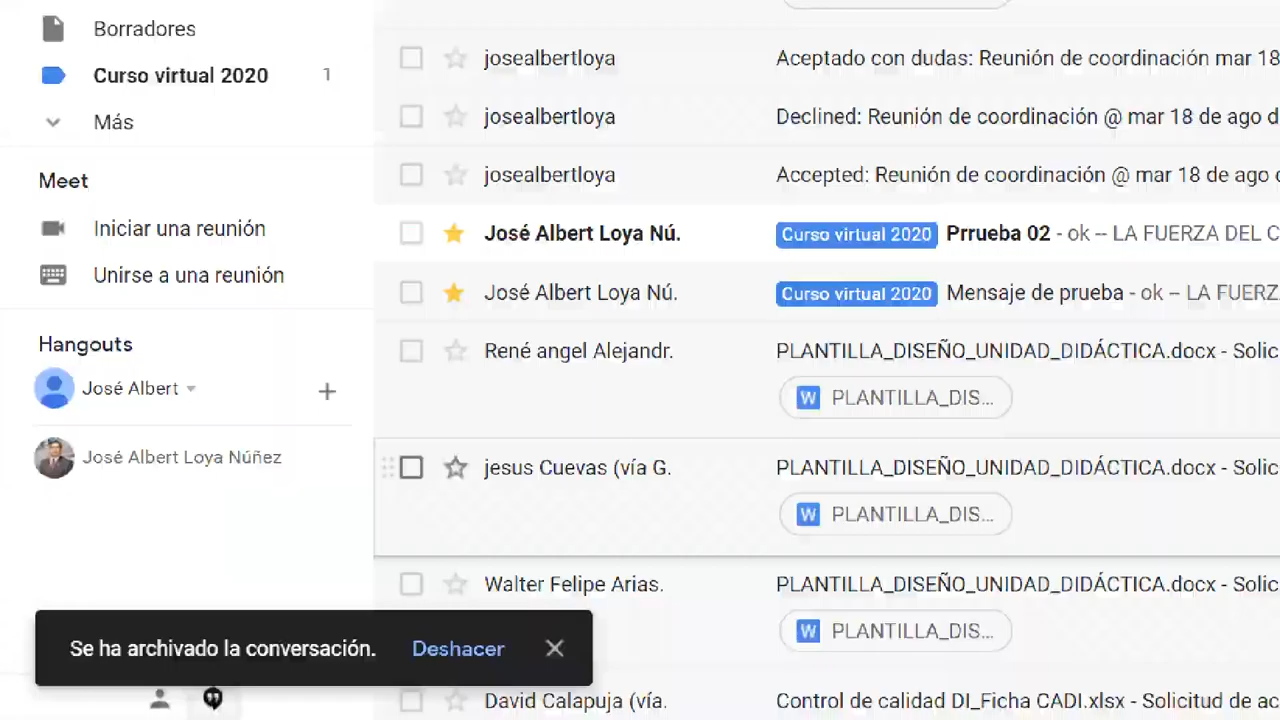 Borradores
Curso virtual 2020 1
Más
Meet
Iniciar una reunión
Unirse a una reunión
Hangouts
José Albert
José Albert Loya Núñez
josealbertloya Aceptado con dudas: Reunión de coordinación mar 18
josealbertloya Declined: Reunión de coordinación @ mar 18 de ago d
josealbertloya Accepted: Reunión de coordinación @ mar 18 de ago
José Albert Loya Nú. Curso virtual 2020 Prrueba 02 - ok -- LA FUERZA DEL C
José Albert Loya Nú. Curso virtual 2020 Mensaje de prueba - ok -- LA FUERZ
René angel Alejandr. PLANTILLA_DISEÑO_UNIDAD_DIDÁCTICA.docx - Solic
W PLANTILLA_DIS...
jesus Cuevas (vía G. PLANTILLA_DISEÑO_UNIDAD_DIDÁCTICA.docx - Solic
W PLANTILLA_DIS...
Walter Felipe Arias. PLANTILLA_DISEÑO_UNIDAD_DIDÁCTICA.docx - Solic
W PLANTILLA_DIS...
David Calapuja (vía. Control de calidad DI_Ficha CADI.xlsx - Solicitud de ac
Se ha archivado la conversación. Deshacer